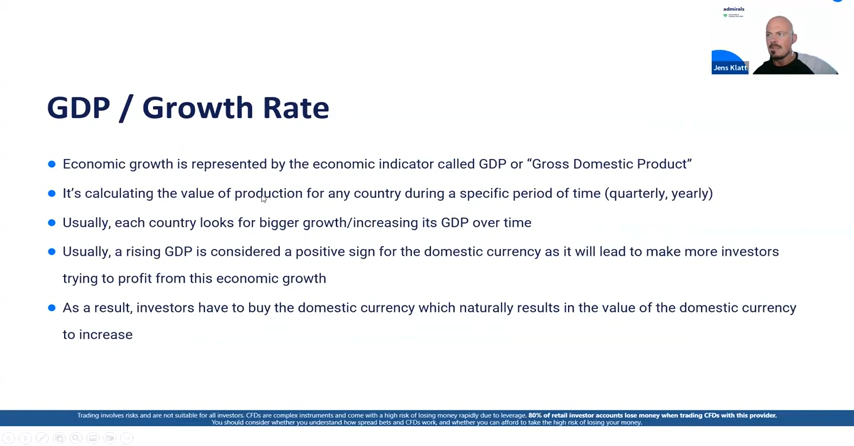 admirals
Jens Klatt
GDP / Growth Rate
Economic growth is represented by the economic indicator called GDP or “Gross Domestic Product”
It’s calculating the value of production for any country during a specific period of time (quarterly, yearly)
Usually, each country looks for bigger growth/increasing its GDP over time
Usually, a rising GDP is considered a positive sign for the domestic currency as it will lead to make more investors
trying to profit from this economic growth
As a result, investors have to buy the domestic currency which naturally results in the value of the domestic currency
to increase
Trading involves risks and are not suitable for all investors. CFDs are complex instruments and come with a high risk of losing money rapidly due to leverage. 80% of retail investor accounts lose money when trading CFDs with this provider.
You should consider whether you understand how spread bets and CFDs work, and whether you can afford to take the high risk of losing your money.